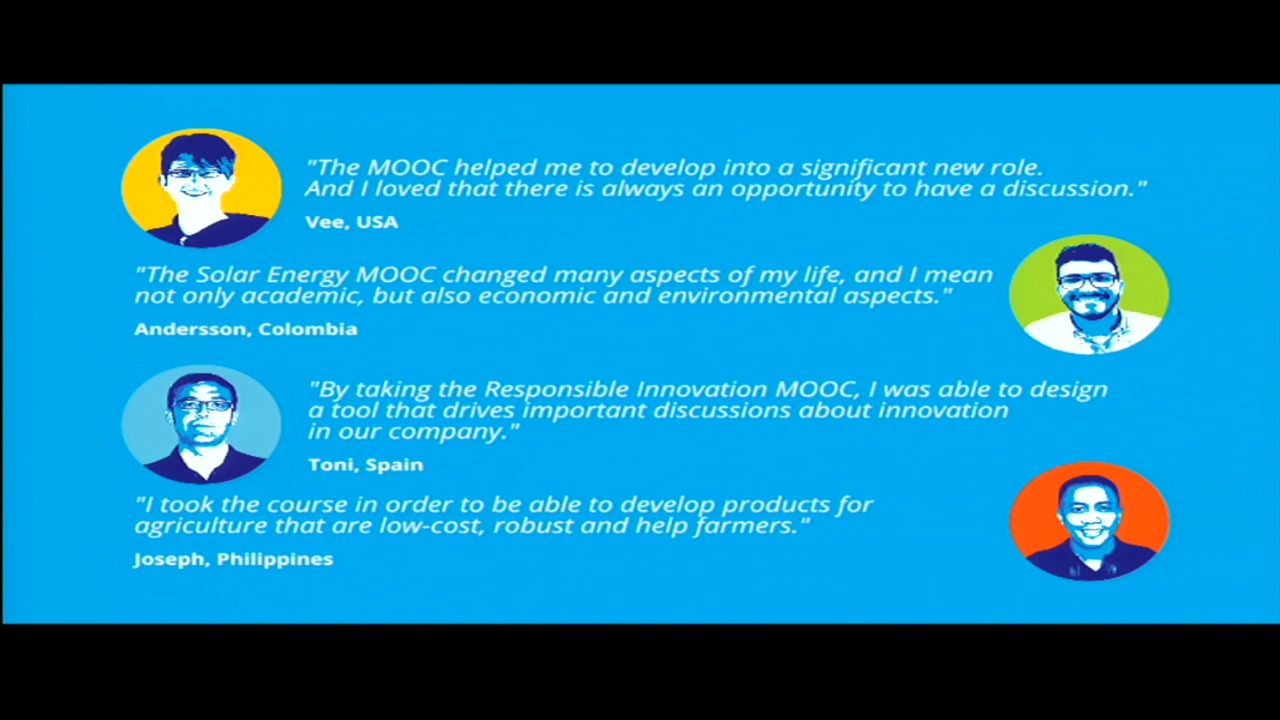 "The MOOC helped me to develop into a significant new role.
And I loved that there is always an opportunity to have a discussion."
Vee, USA
"The Solar Energy MOOC changed many aspects of my life, and I mean
not only academic, but also economic and environmental aspects."
Andersson, Colombia
"By taking the Responsible Innovation MOOC, I was able to design
a tool that drives important discussions about innovation
in our company."
Toni, Spain
"I took the course in order to be able to develop products for
agriculture that are low-cost, robust and help farmers."
Joseph, Philippines